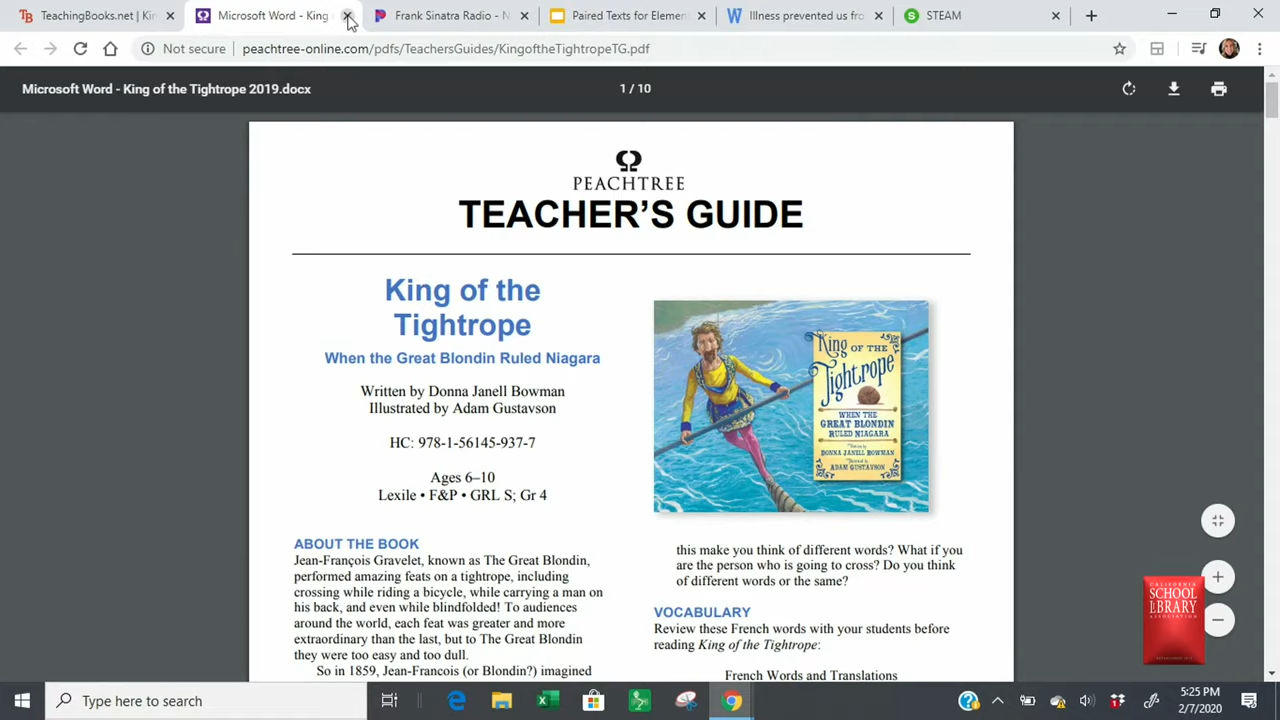 TeachingBooks.net | Kin
Microsoft Word - King
Frank Sinatra Radio - N
Paired Texts for Elemen
Illness prevented us fro
STEAM
Not secure
peachtree-online.com/pdfs/TeachersGuides/KingoftheTightropeTG.pdf
Microsoft Word - King of the Tightrope 2019.docx
1 / 10
PEACHTREE
TEACHER'S GUIDE
King of the
Tightrope
When the Great Blondin Ruled Niagara
Written by Donna Janell Bowman
Illustrated by Adam Gustavson
HC: 978-1-56145-937-7
Ages 6–10
Lexile • F&P • GRL S; Gr 4
KING OF THE
Tightrope
WHEN THE
GREAT BLONDIN
RULED NIAGARA
Written by
DONNA JANELL BOWMAN
Illustrated by
ADAM GUSTAVSON
ABOUT THE BOOK
Jean-François Gravelet, known as The Great Blondin,
performed amazing feats on a tightrope, including
crossing while riding a bicycle, while carrying a man on
his back, and even while blindfolded! To audiences
around the world, each feat was greater and more
extraordinary than the last, but to The Great Blondin
they were too easy and too dull.
So in 1859, Jean-Francois (or Blondin?) imagined
this make you think of different words? What if you
are the person who is going to cross? Do you think
of different words or the same?
VOCABULARY
Review these French words with your students before
reading King of the Tightrope:
French Words and Translations
CALIFORNIA
SCHOOL
LIBRARY
ASSOCIATION
Type here to search
5:25 PM
2/7/2020